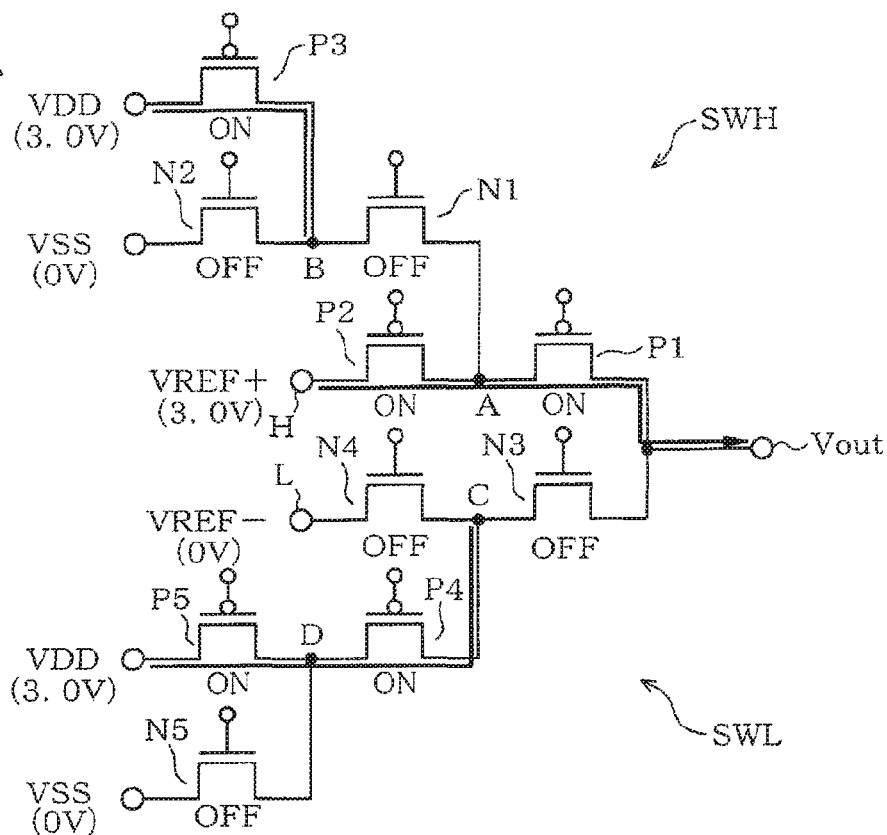 P3
VDD
(3. 0V)
ON
SWH
N2
N1
VSS
(0V)
OFF
B
OFF
P2
P1
VREF+
(3. 0V)
H
ON
A
ON
Vout
L
N4
C
N3
VREF-
(0V)
OFF
OFF
P5
D
P4
VDD
(3. 0V)
ON
ON
N5
SWL
VSS
(0V)
OFF